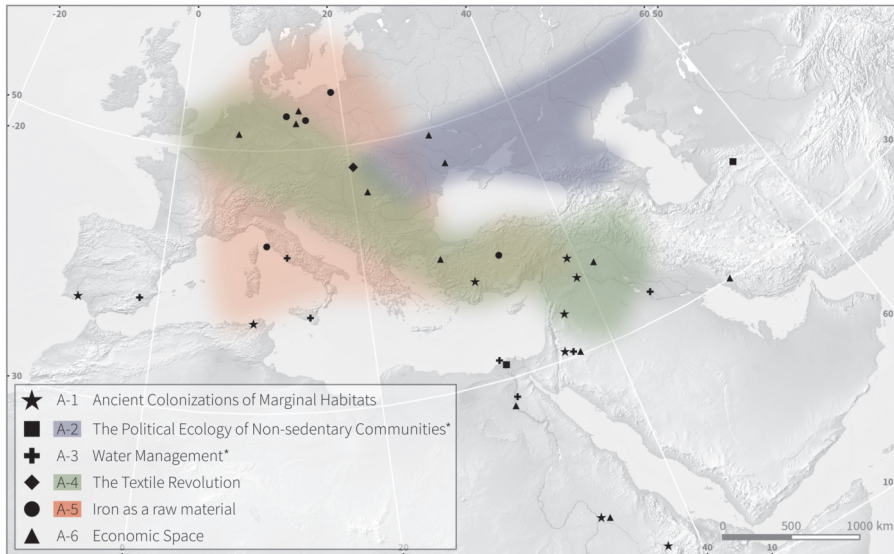 -20 0 20 40 60 50
50
-20
30
30
60
10
0 20 40 10
A-1 Ancient Colonizations of Marginal Habitats
A-2 The Political Ecology of Non-sedentary Communities*
A-3 Water Management*
A-4 The Textile Revolution
A-5 Iron as a raw material
A-6 Economic Space
0 500 1000 km